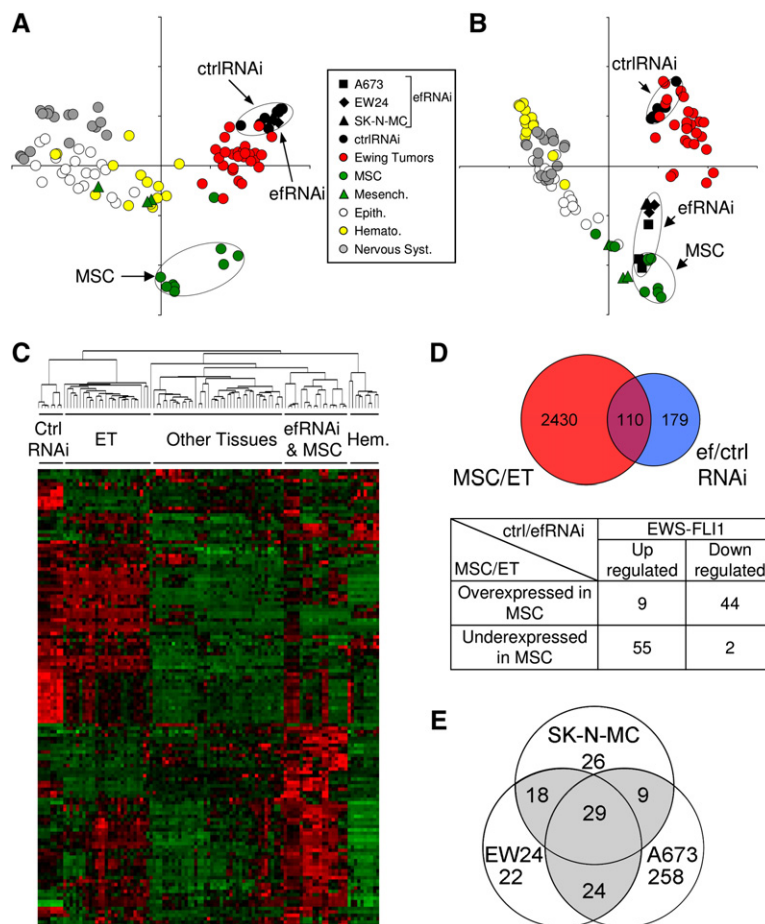 A
B
ctrlRNAi
efRNAi
MSC
A673
EW24
SK-N-MC
efRNAi
ctrlRNAi
Ewing Tumors
MSC
Mesench.
Epith.
Hemato.
Nervous Syst.
ctrlRNAi
efRNAi
MSC
C
Ctrl
RNAi
ET
Other Tissues
efRNAi
& MSC
Hem.
D
2430
110
179
MSC/ET
ef/ctrl
RNAi
ctrl/efRNAi
MSC/ET
EWS-FLI1
Up
regulated
Down
regulated
Overexpressed in
MSC
9
44
Underexpressed
in MSC
55
2
E
SK-N-MC
26
18
9
29
EW24
22
A673
258
24